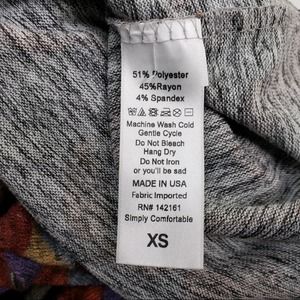 51% Polyester
45%Rayon
4% Spandex
Machine Wash Cold
Gentle Cycle
Do Not Bleach
Hang Dry
Do Not Iron
or you'll be sad
MADE IN USA
Fabric Imported
RN# 142161
Simply Comfortable
XS